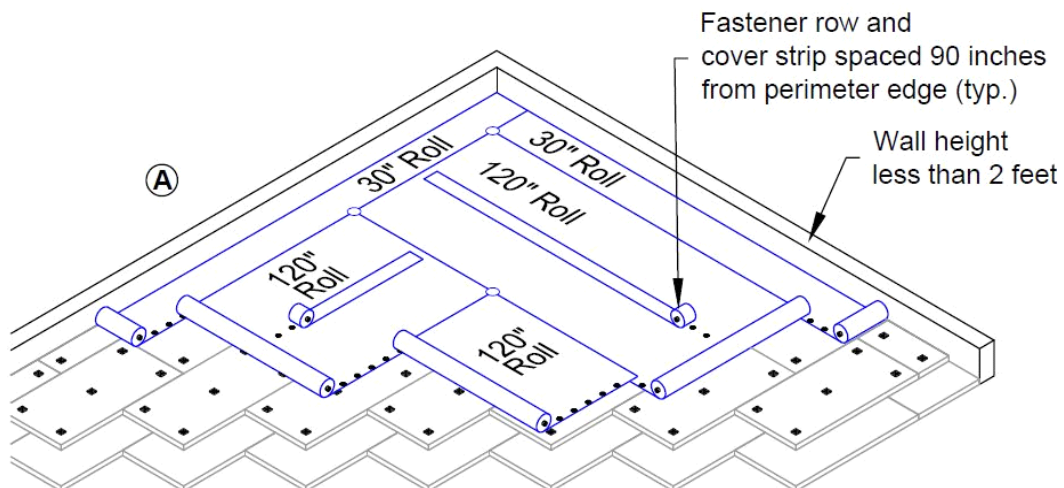 Fastener row and
cover strip spaced 90 inches
from perimeter edge (typ.)
Wall height
less than 2 feet
A
30" Roll
30" Roll
120" Roll
120"
Roll
120"
Roll